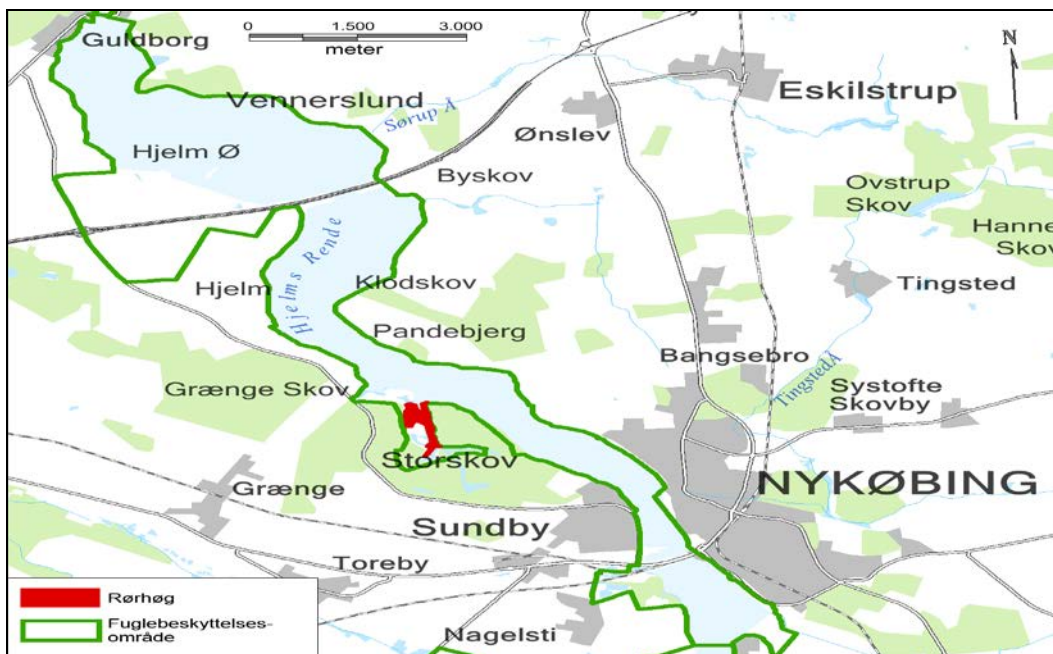 0 1.500 3.000
meter
N
Guldborg
Vennerslund
Sørup Å
Eskilstrup
Ønslev
Hjelm Ø
Byskov
Ovstrup
Skov
Hanne
Skov
Hjelm
Hjelms Rende
Klodskov
Tingsted
Pandebjerg
Bangsebro
Tingsted Å
Grænge Skov
Systofte
Skovby
Storskov
Grænge
NYKØBING
Sundby
Toreby
Nagelsti
Rørhøg
Fuglebeskyttelses-
område